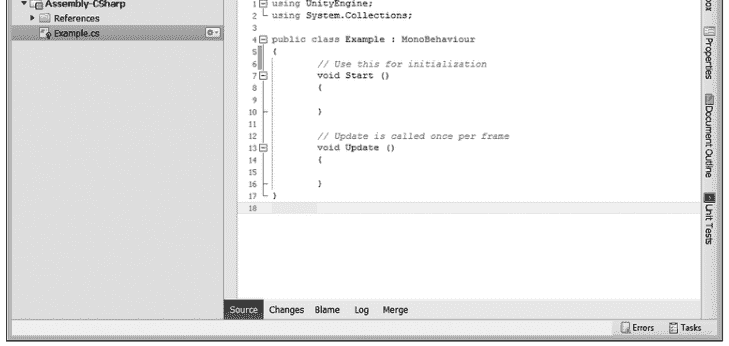 Assembly-CSharp
References
Example.cs
1 using UnityEngine;
2 using System.Collections;
3
4 public class Example : MonoBehaviour
5 {
6 // Use this for initialization
7 void Start ()
8 {
9
10 }
11
12 // Update is called once per frame
13 void Update ()
14 {
15
16 }
17 }
18
Source Changes Blame Log Merge
Errors Tasks
box
Properties
Document Outline
Unit Tests